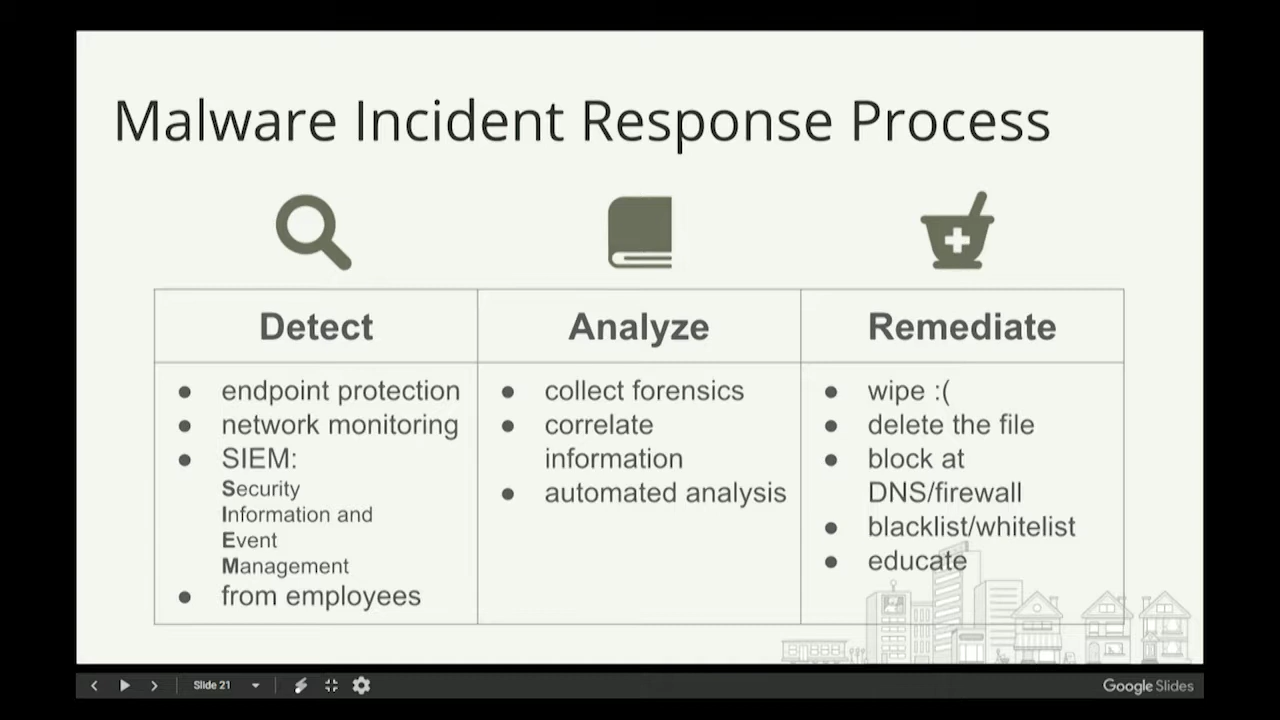 Malware Incident Response Process
Detect
endpoint protection
network monitoring
SIEM:
Security
Information and
Event
Management
from employees
Analyze
collect forensics
correlate
information
automated analysis
Remediate
wipe :(
delete the file
block at
DNS/firewall
blacklist/whitelist
educate
Slide 21
Google Slides